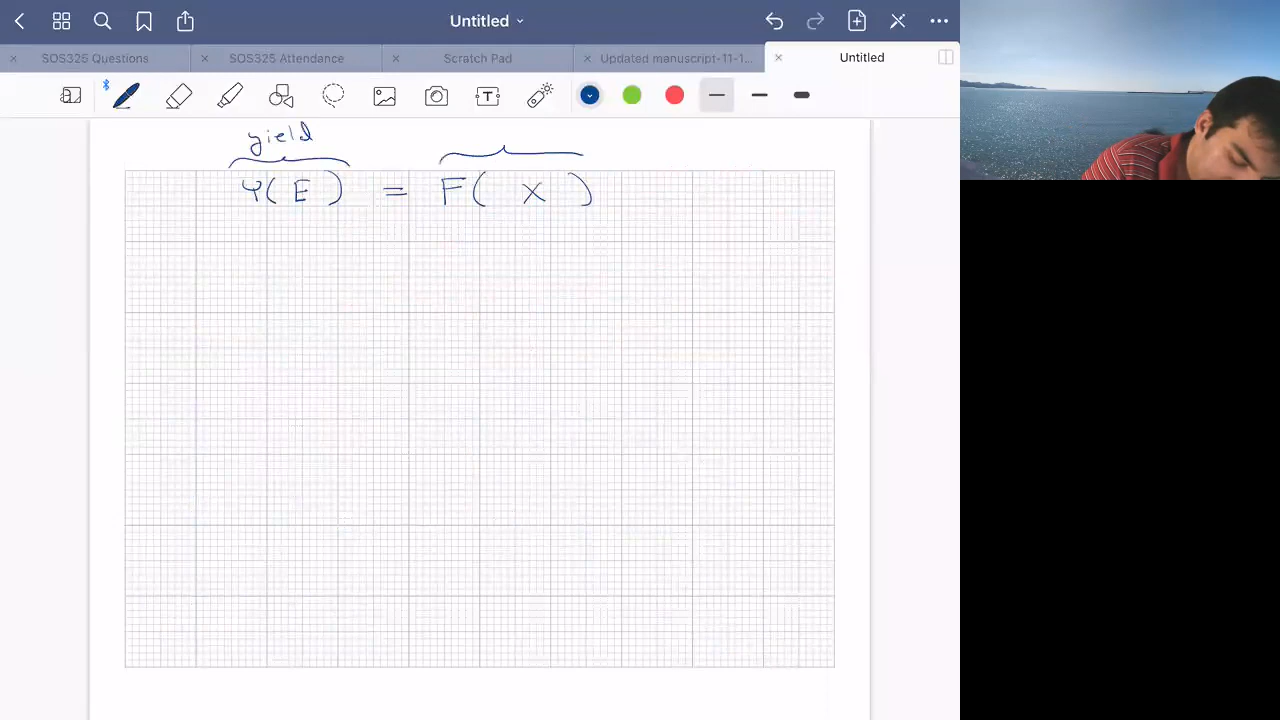 Untitled
SOS325 Questions
SOS325 Attendance
Scratch Pad
Updated manuscript-11-1...
Untitled
T
yield
Y(E) = F(X)